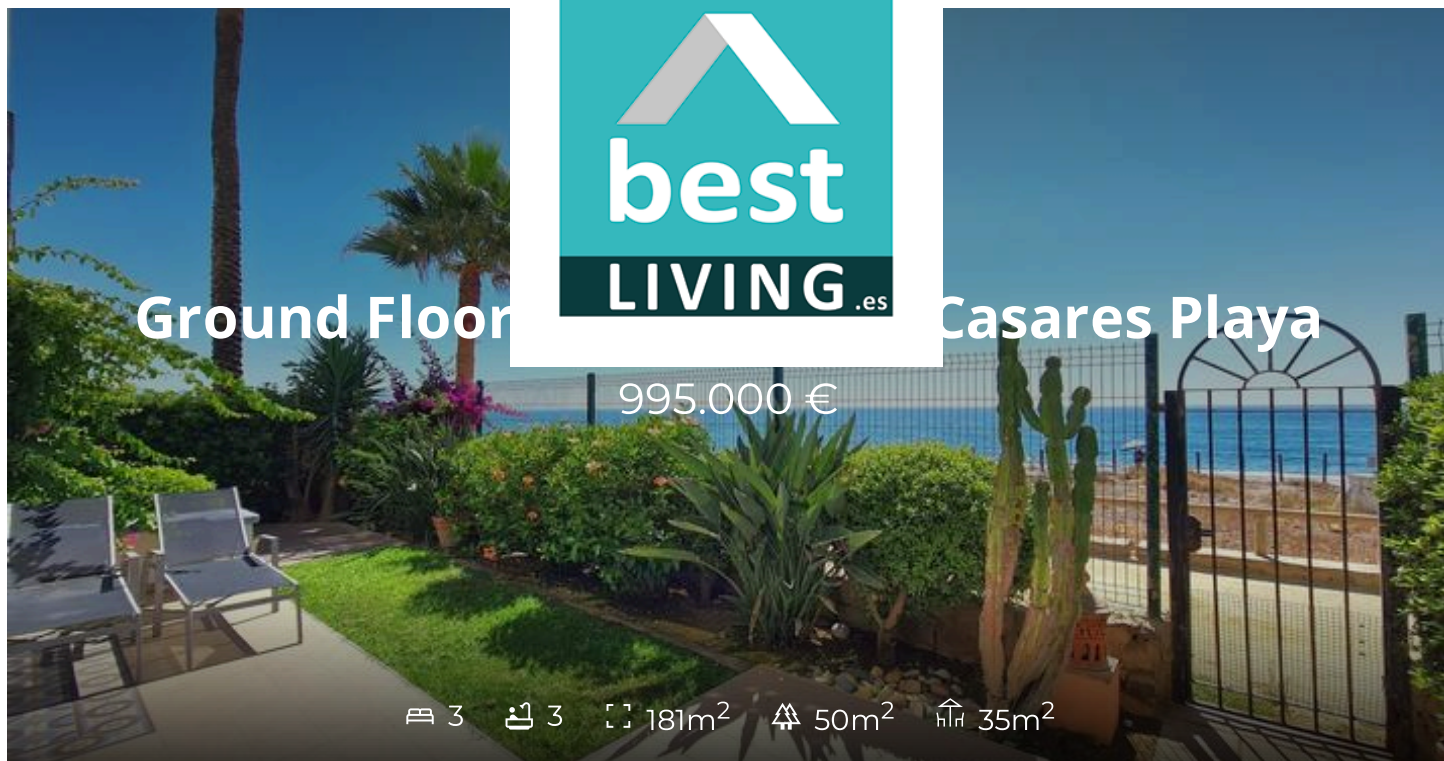 best
LIVING.es
Ground Floor Casares Playa
995.000 €
3 3 181m² 50m² 35m²